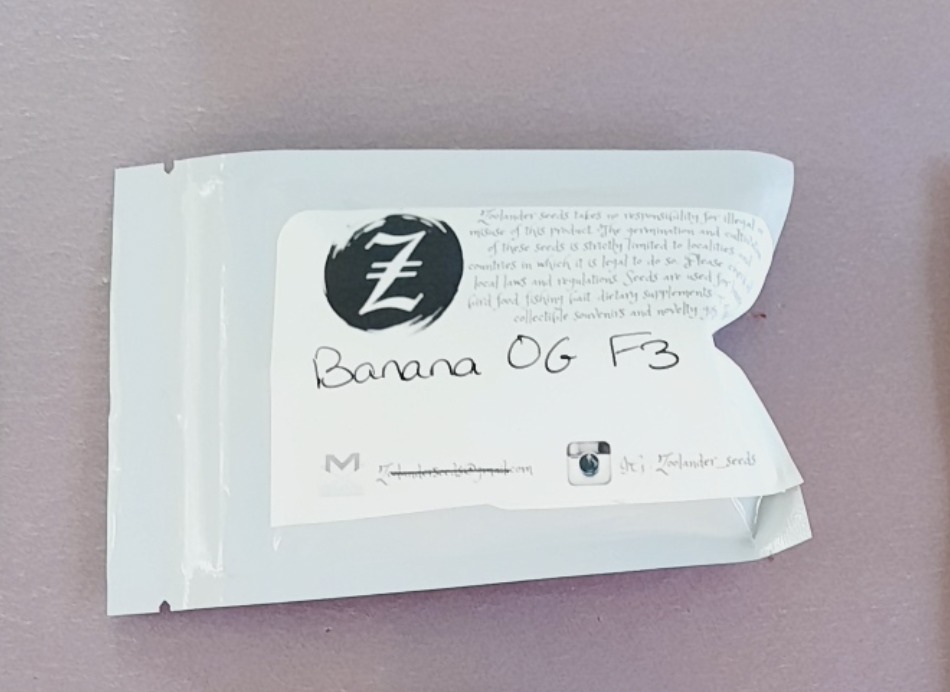 Z
Zoolander seeds takes no responsibility for illegal
misuse of this product. The germination and
of these seeds is strictly limited to localities and
countries in which it is legal to do so. Please
local laws and regulations. Seeds are used for
bird food fishing bait. dietary supplements
collectible souvenirs and novelty
Banana OG F3
M
IG: Zoolander_seeds